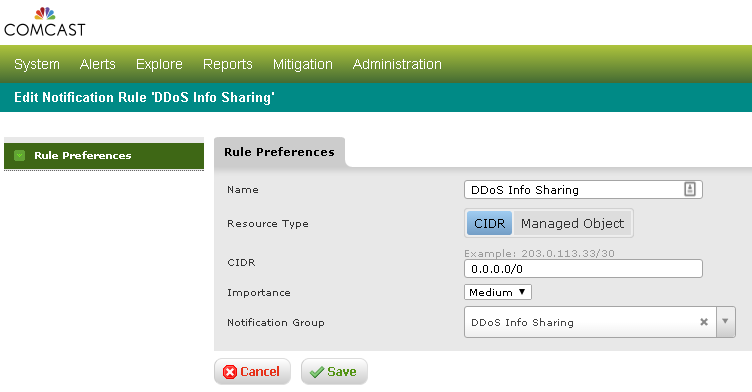 COMCAST
System Alerts Explore Reports Mitigation Administration
Edit Notification Rule 'DDoS Info Sharing'
Rule Preferences
Rule Preferences
Name DDoS Info Sharing
Resource Type CIDR Managed Object
Example: 203.0.113.33/30
CIDR 0.0.0.0/0
Importance Medium
Notification Group DDoS Info Sharing
Cancel Save